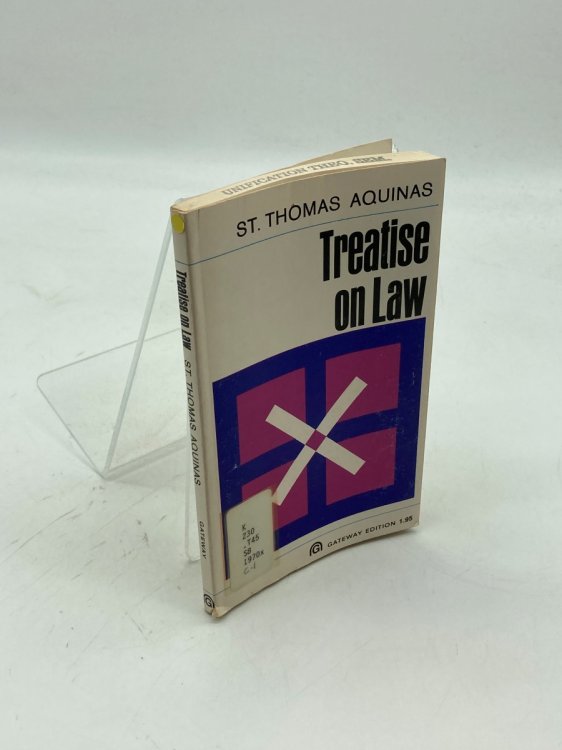 UNIFICATION THEO. SEM.
ST. THOMAS AQUINAS
Treatise
on Law
Treatise on Law ST. THOMAS AQUINAS GATEWAY
K
230
.T45
S8
1970x
C-1
GATEWAY EDITION 1.95